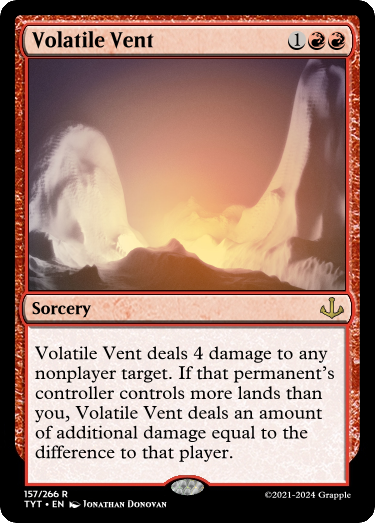 Volatile Vent 1
Sorcery
Volatile Vent deals 4 damage to any
nonplayer target. If that permanent's
controller controls more lands than
you, Volatile Vent deals an amount
of additional damage equal to the
difference to that player.
157/266 R
TYT • EN Jonathan Donovan
©2021-2024 Grapple